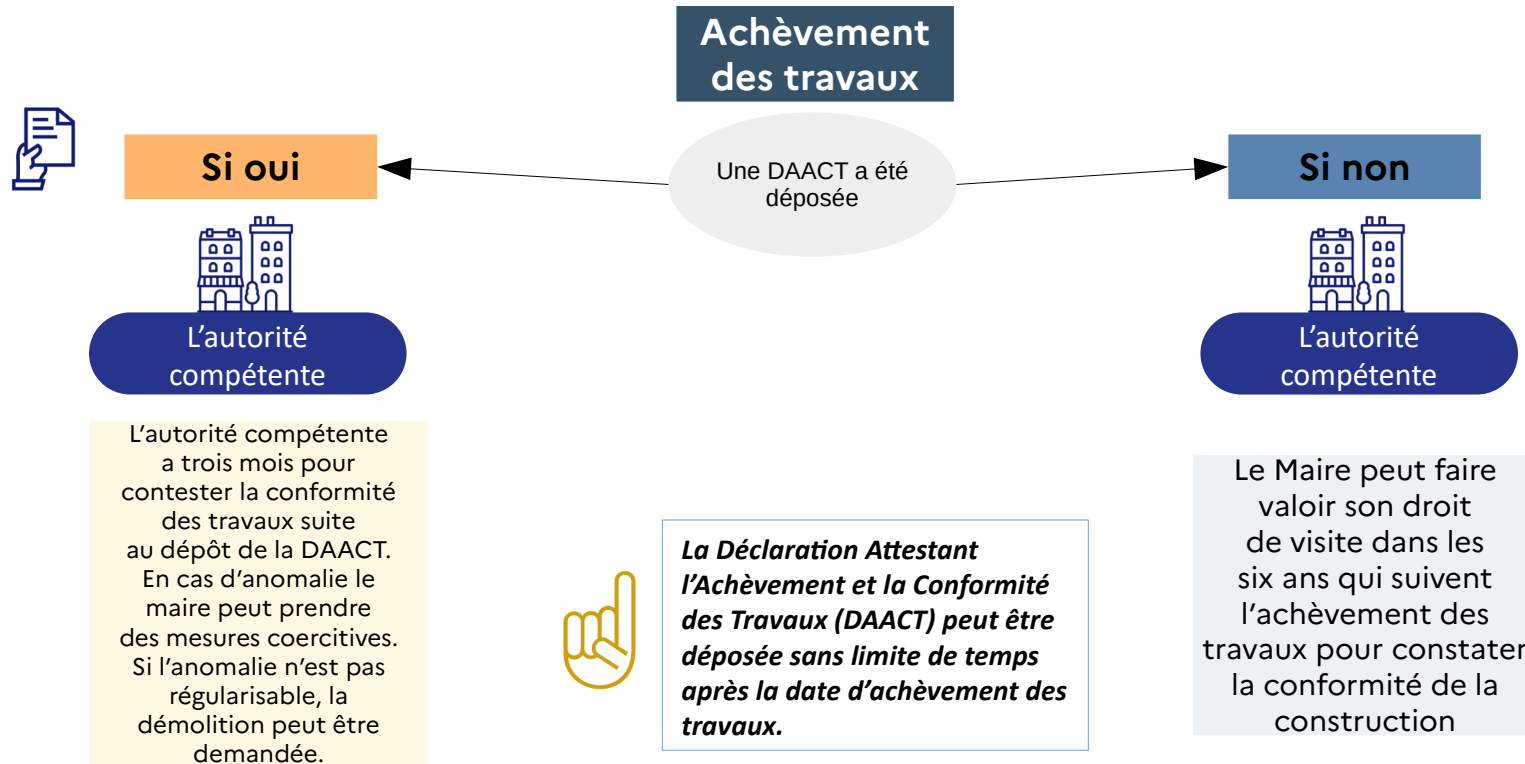 Achèvement
des travaux
Une DAACT a été
déposée
Si oui
L’autorité
compétente
L’autorité compétente
a trois mois pour
contester la conformité
des travaux suite
au dépôt de la DAACT.
En cas d’anomalie le
maire peut prendre
des mesures coercitives.
Si l’anomalie n’est pas
régularisable, la
démolition peut être
demandée.
La Déclaration Attestant
l’Achèvement et la Conformité
des Travaux (DAACT) peut être
déposée sans limite de temps
après la date d’achèvement des
travaux.
Si non
L’autorité
compétente
Le Maire peut faire
valoir son droit
de visite dans les
six ans qui suivent
l’achèvement des
travaux pour constater
la conformité de la
construction